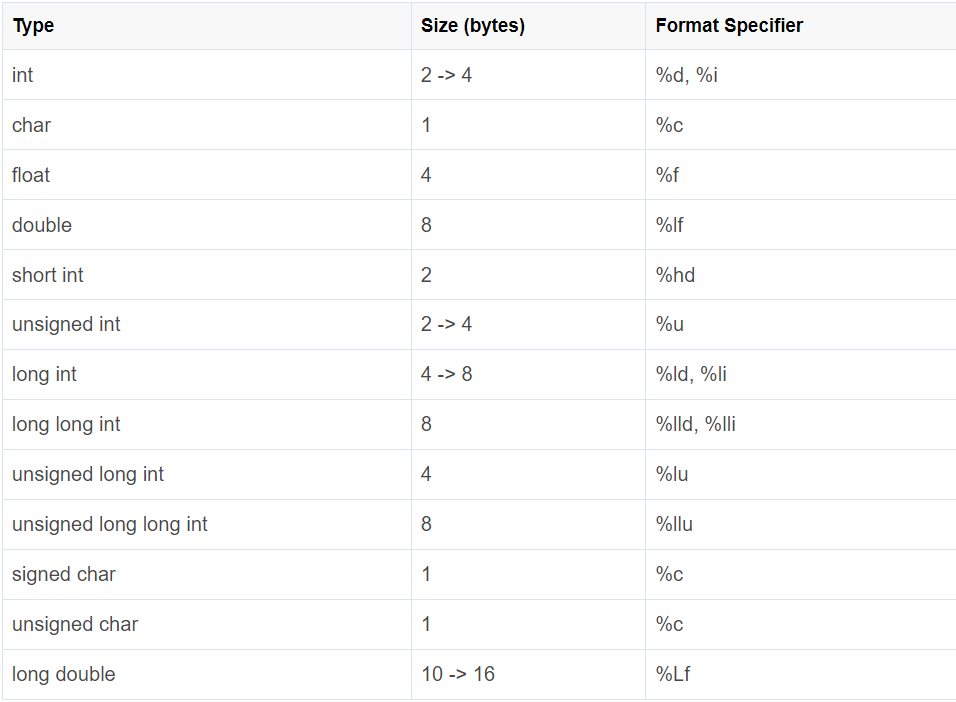 Type Size (bytes) Format Specifier
int 2 -> 4 %d, %i
char 1 %c
float 4 %f
double 8 %lf
short int 2 %hd
unsigned int 2 -> 4 %u
long int 4 -> 8 %ld, %li
long long int 8 %lld, %lli
unsigned long int 4 %lu
unsigned long long int 8 %llu
signed char 1 %c
unsigned char 1 %c
long double 10 -> 16 %Lf